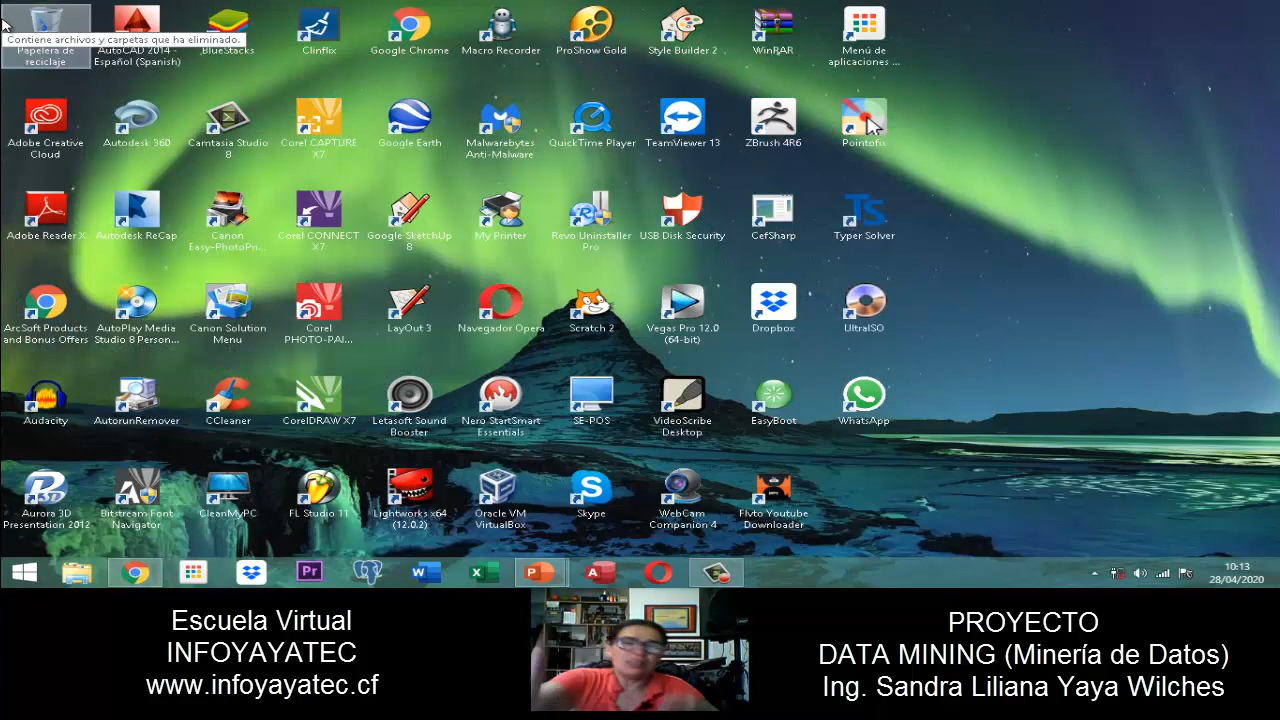 Contiene archivos y carpetas que ha eliminado.
Papelera de
reciclaje
AutoCAD 2014 -
Español (Spanish)
BlueStacks
Clinflix
Google Chrome
Macro Recorder
ProShow Gold
Style Builder 2
WinRAR
Menú de
aplicaciones ...
Adobe Creative
Cloud
Autodesk 360
Camtasia Studio
8
Corel CAPTURE
X7
Google Earth
Malwarebytes
Anti-Malware
QuickTime Player
TeamViewer 13
ZBrush 4R6
Pointofix
Adobe Reader X
Autodesk ReCap
Canon
Easy-PhotoPrin...
Corel CONNECT
X7
Google SketchUp
8
My Printer
Revo Uninstaller
Pro
USB Disk Security
CefSharp
Typer Solver
ArcSoft Products
and Bonus Offers
AutoPlay Media
Studio 8 Person...
Canon Solution
Menu
Corel
PHOTO-PAI...
LayOut 3
Navegador Opera
Scratch 2
Vegas Pro 12.0
(64-bit)
Dropbox
UltraISO
Audacity
AutorunRemover
CCleaner
CorelDRAW X7
Letasoft Sound
Booster
Nero StartSmart
Essentials
SE-POS
VideoScribe
Desktop
EasyBoot
WhatsApp
Aurora 3D
Presentation 2012
Bitstream Font
Navigator
CleanMyPC
FL Studio 11
Lightworks x64
(12.0.2)
Oracle VM
VirtualBox
Skype
WebCam
Companion 4
Flvto Youtube
Downloader
10:13
28/04/2020
Escuela Virtual
INFOYAYATEC
www.infoyayatec.cf
PROYECTO
DATA MINING (Minería de Datos)
Ing. Sandra Liliana Yaya Wilches